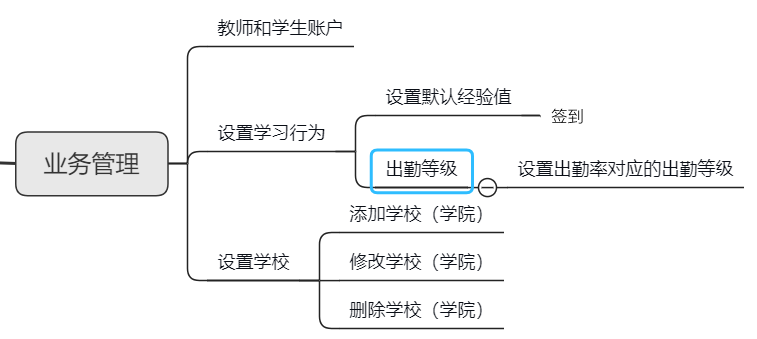 教师和学生账户
设置默认经验值
签到
设置学习行为
业务管理
出勤等级
设置出勤率对应的出勤等级
添加学校（学院）
设置学校
修改学校（学院）
删除学校（学院）